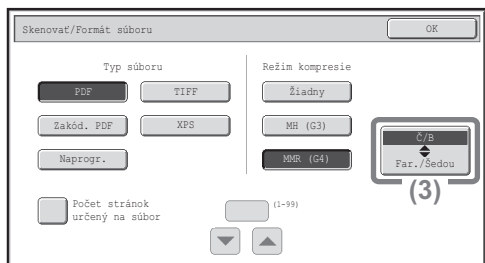 Skenovať/Formát súboru
OK
Typ súboru
Režim kompresie
PDF
TIFF
Žiadny
Zakód. PDF
XPS
MH (G3)
Č/B
Far./Šedou
Naprogr.
MMR (G4)
(3)
Počet stránok
určený na súbor
(1-99)